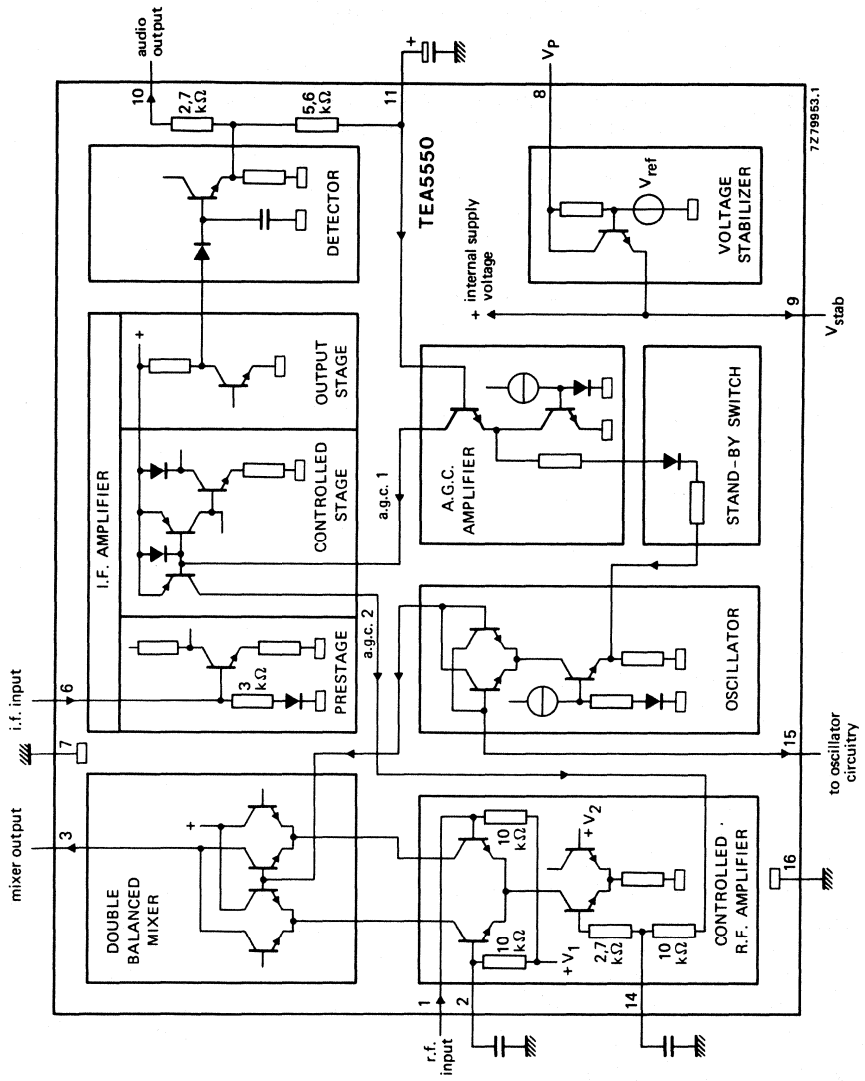 mixer output
3
7
i.f. input
6
DOUBLE
BALANCED
MIXER
+
I.F. AMPLIFIER
3
kΩ
PRESTAGE
CONTROLLED
STAGE
+
OUTPUT
STAGE
DETECTOR
10
audio
output
2,7
kΩ
5,6
kΩ
11
+
a.g.c. 2
a.g.c. 1
TEA5550
1
r.f.
input
2
14
10
kΩ
10
kΩ
+V1
+V2
2,7
kΩ
10
kΩ
CONTROLLED
R.F. AMPLIFIER
OSCILLATOR
A.G.C.
AMPLIFIER
STAND-BY SWITCH
+ internal supply
voltage
Vref
VOLTAGE
STABILIZER
8
VP
16
15
to oscillator
circuitry
9
Vstab
7Z79953.1